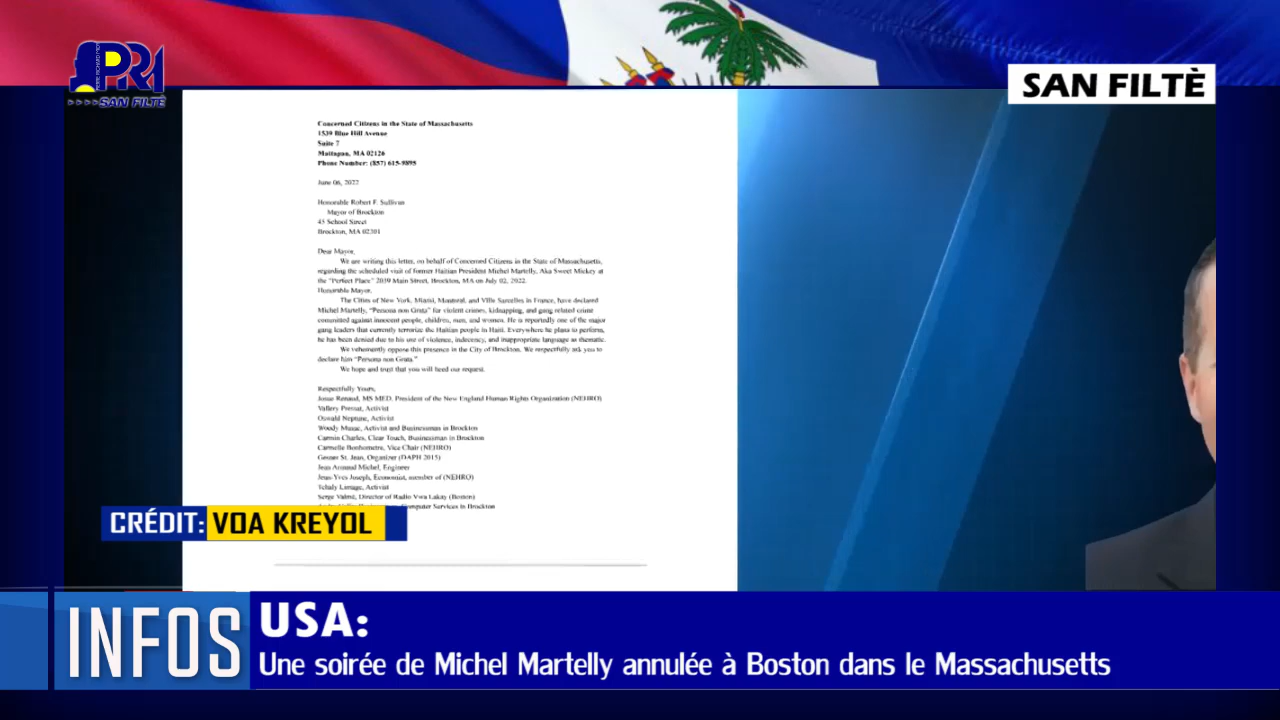 PRI
SAN FILTÈ
SAN FILTÈ
Concerned Citizens in the State of Massachusetts
1539 Blue Hill Avenue
Suite 7
Mattapan, MA 02126
Phone Number: (857) 615-9895
June 06, 2022
Honorable Robert F. Sullivan
Mayor of Brockton
45 School Street
Brockton, MA 02301
Dear Mayor,
We are writing this letter, on behalf of Concerned Citizens in the State of Massachusetts,
regarding the scheduled visit of former Haitian President Michel Martelly, Aka Sweet Mickey at
the "Perfect Place" 2039 Main Street, Brockton, MA on July 02, 2022.
Honorable Mayor,
The Cities of New York, Miami, Montreal, and Ville Sarcelles in France, have declared
Michel Martelly, "Persona non Grata" for violent crimes, kidnapping, and gang related crime
committed against innocent people, children, men, and women. He is reportedly one of the major
gang leaders that currently terrorize the Haitian people in Haiti. Everywhere he plans to perform,
he has been denied due to his use of violence, indecency, and inappropriate language as thematic.
We vehemently oppose this presence in the City of Brockton. We respectfully ask you to
declare him "Persona non Grata."
We hope and trust that you will heed our request.
Respectfully Yours,
Josue Renaud, MS MED. President of the New England Human Rights Organization (NEHRO)
Vallery Activist
Oswald Neptune, Activist
Woody Activist and Businessman in Brockton
Carmin Charles, Clear Touch, Businessman in Brockton
Carmelle Bonhometre, Vice Chair (NEHRO)
St. Jean, Organizer (DAPH 2015)
Jean Armand Michel, Engineer
Jean-Yves Joseph, Economist, member of (NEHRO)
Activist
Serge Valmé, Director of Radio Vwa Lakay (Boston)
Computer Services in Brockton
CRÉDIT: VOA KREYOL
INFOS
USA:
Une soirée de Michel Martelly annulée à Boston dans le Massachusetts